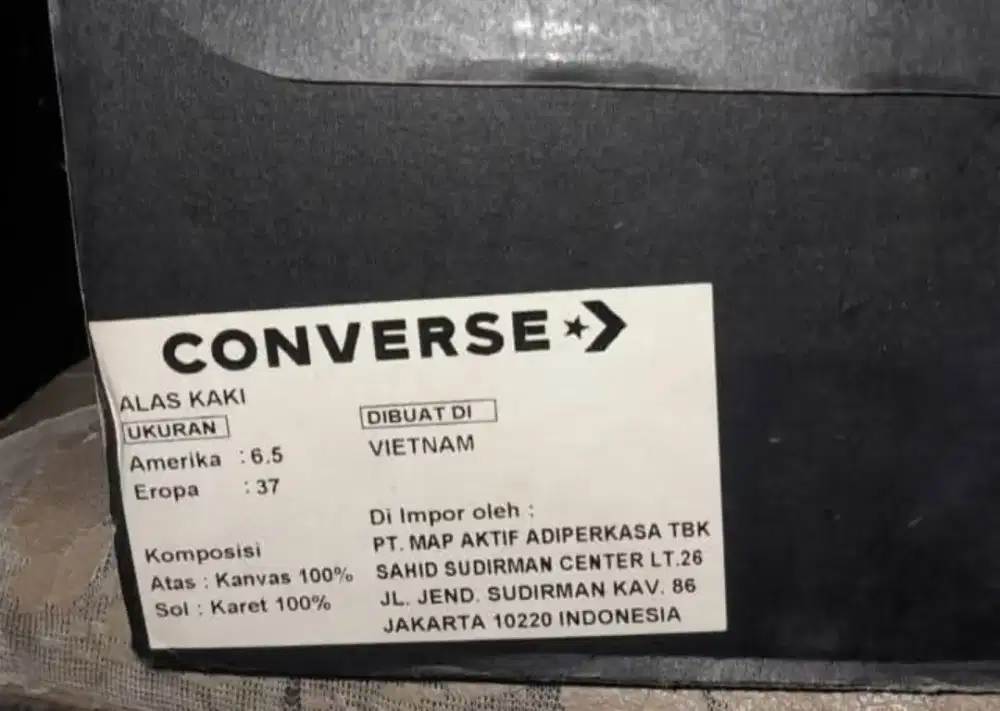 CONVERSE
ALAS KAKI
UKURAN
Amerika : 6.5
Eropa : 37
Komposisi
Atas : Kanvas 100%
Sol : Karet 100%
DIBUAT DI
VIETNAM
Di Impor oleh :
PT. MAP AKTIF ADIPERKASA TBK
SAHID SUDIRMAN CENTER LT.26
JL. JEND. SUDIRMAN KAV. 86
JAKARTA 10220 INDONESIA